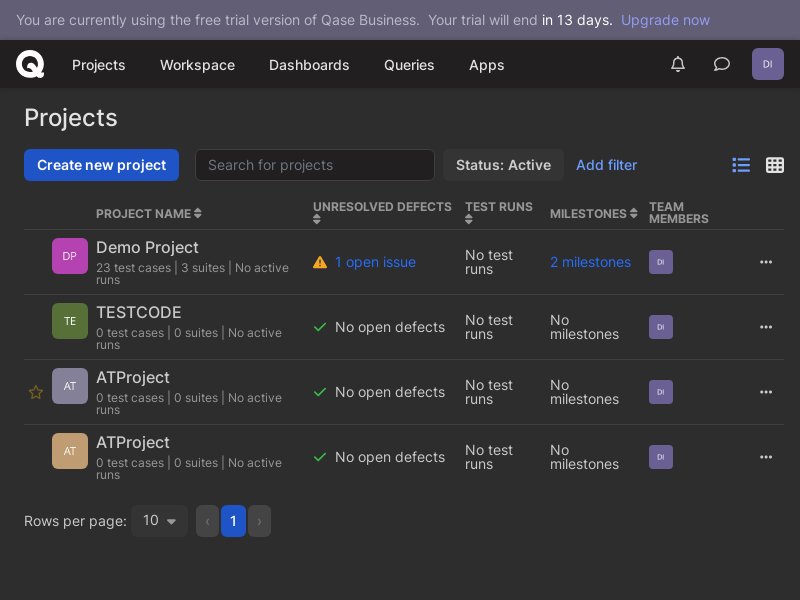 You are currently using the free trial version of Qase Business. Your trial will end in 13 days. Upgrade now
Projects Workspace Dashboards Queries Apps DI
Projects
Create new project Search for projects Status: Active Add filter
PROJECT NAME UNRESOLVED DEFECTS TEST RUNS MILESTONES TEAM MEMBERS
DP Demo Project
23 test cases | 3 suites | No active runs
1 open issue No test runs 2 milestones DI
TE TESTCODE
0 test cases | 0 suites | No active runs
No open defects No test runs No milestones DI
AT ATProject
0 test cases | 0 suites | No active runs
No open defects No test runs No milestones DI
AT ATProject
0 test cases | 0 suites | No active runs
No open defects No test runs No milestones DI
Rows per page: 10 ‹ 1 ›